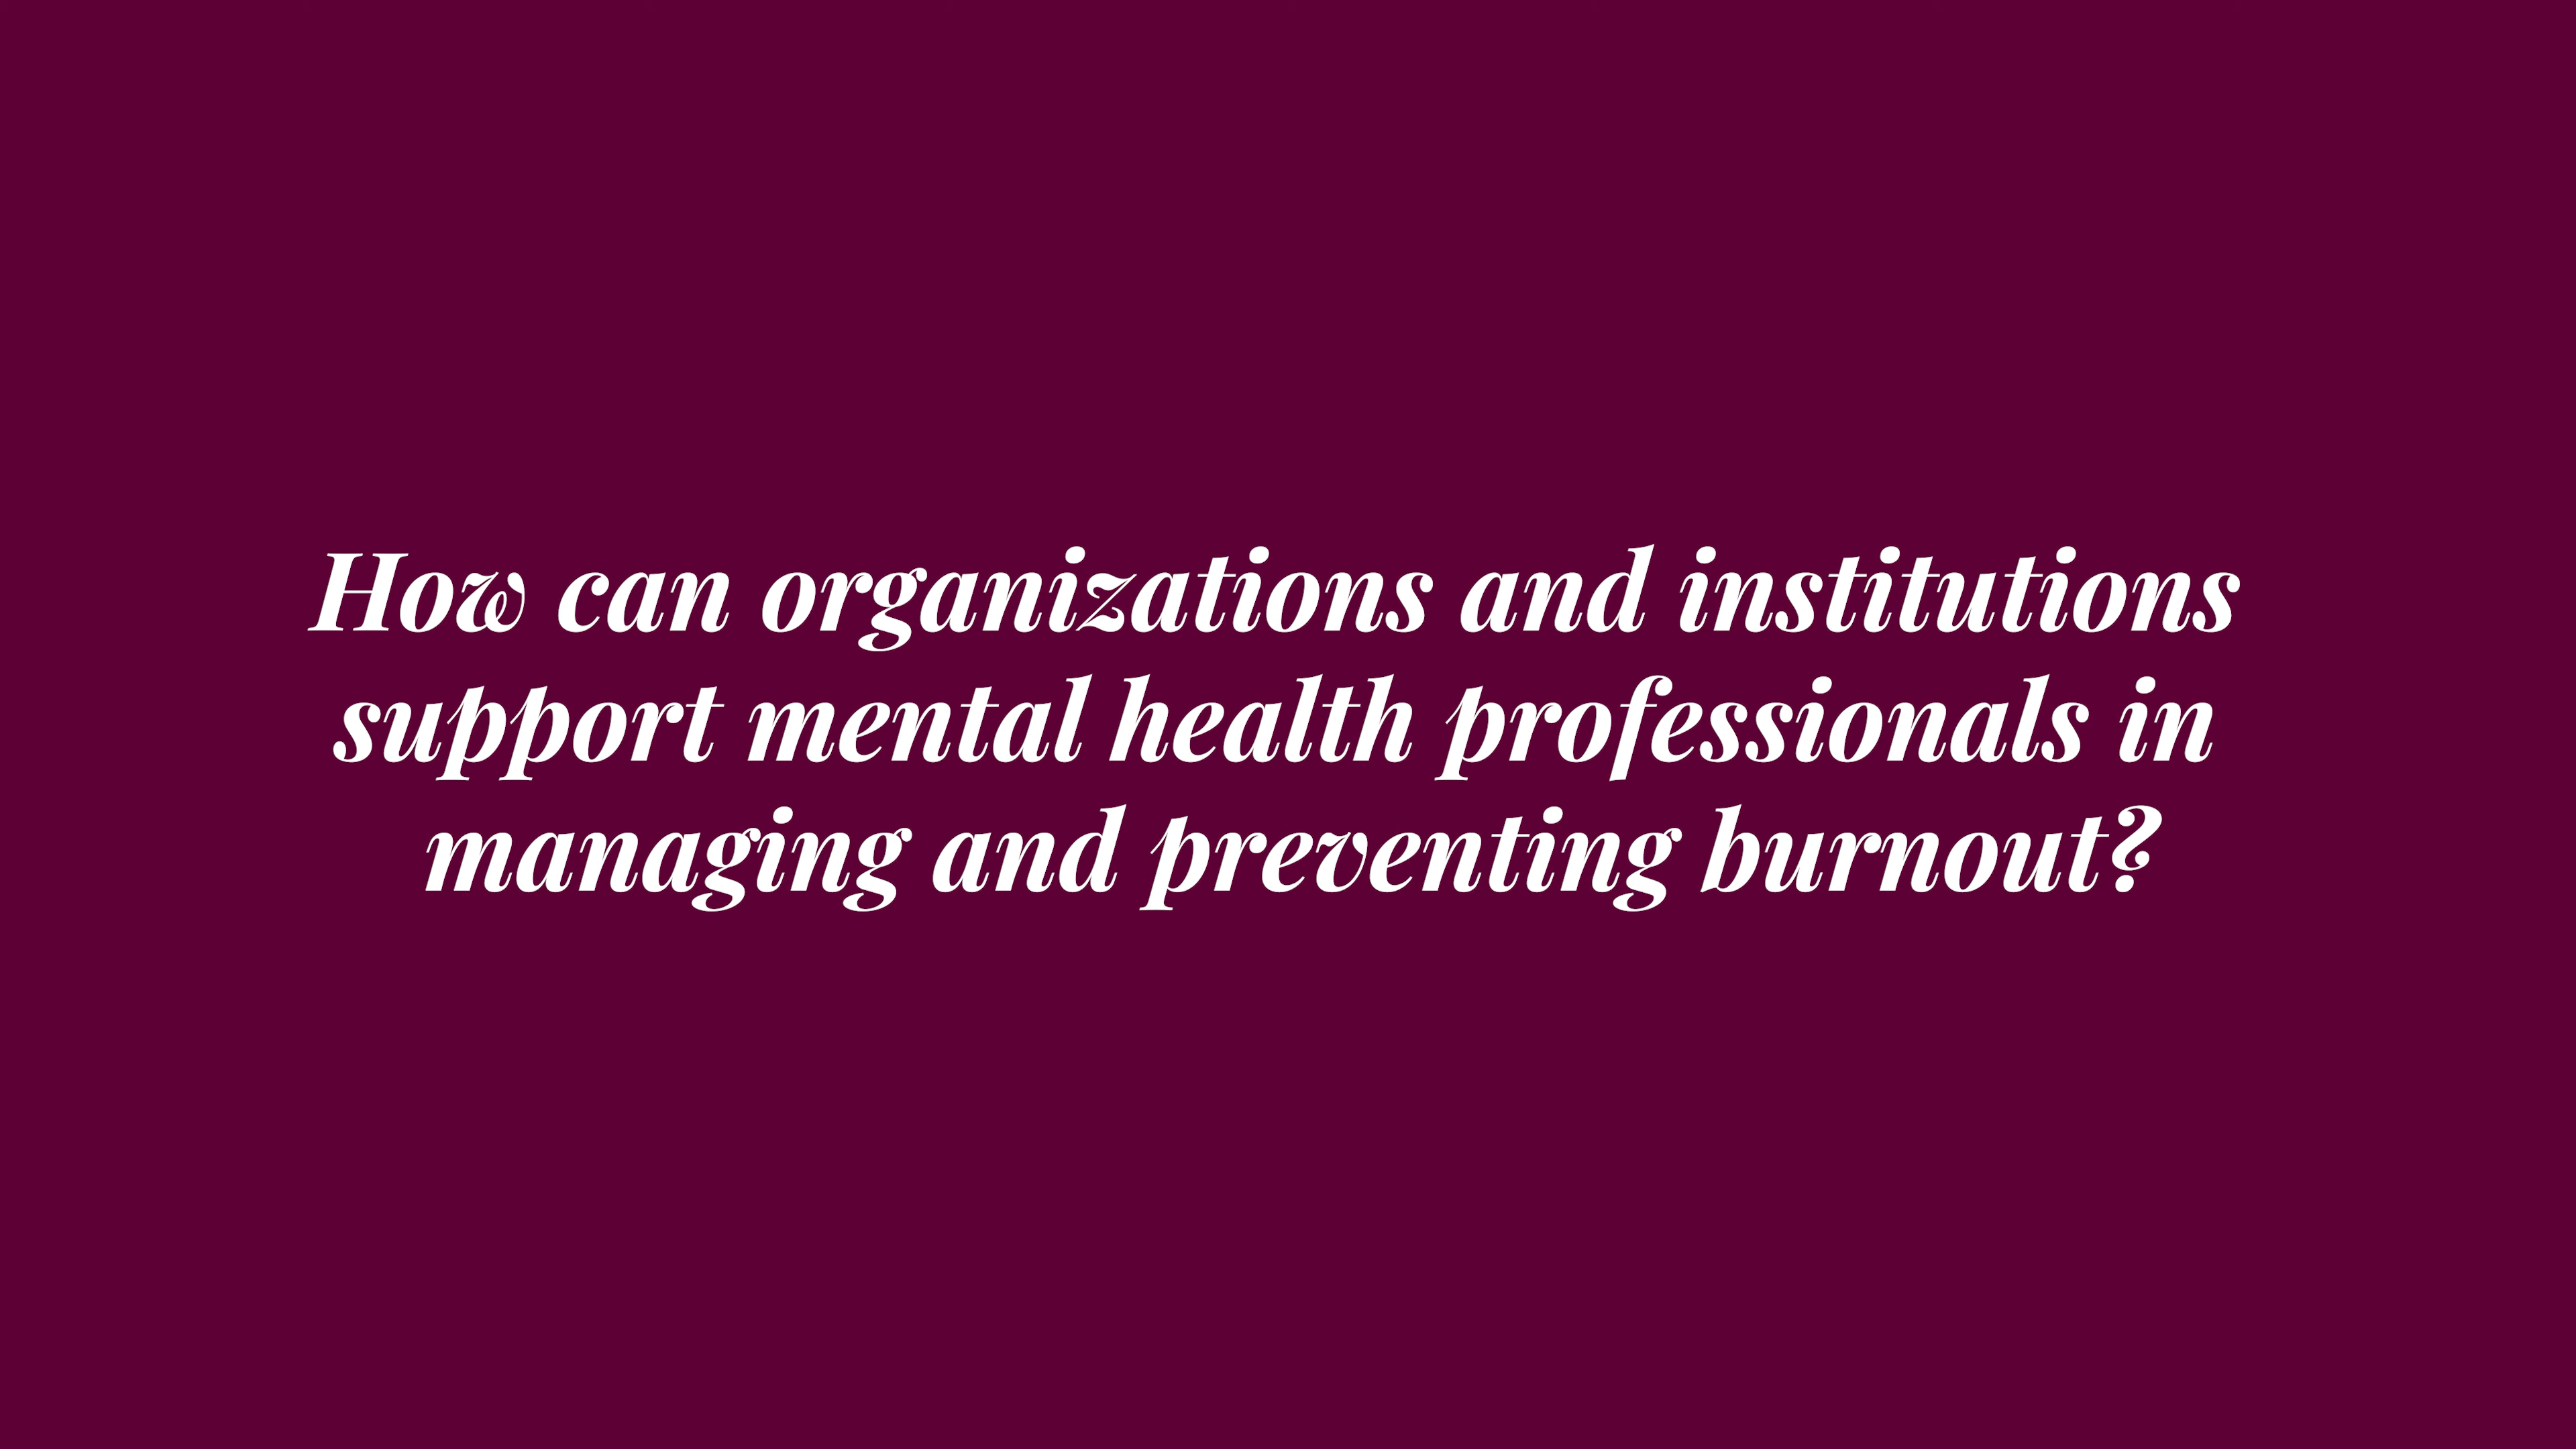 How can organizations and institutions
support mental health professionals in
managing and preventing burnout?